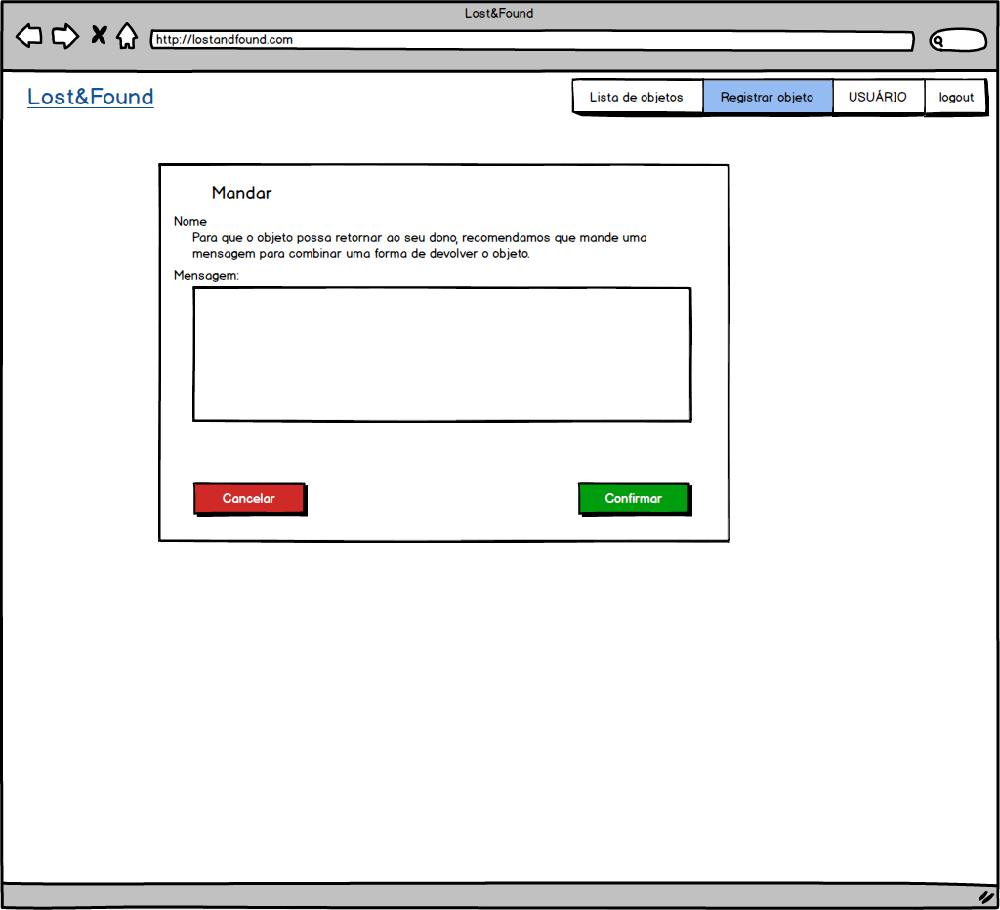 Lost&Found
http://lostandfound.com
Lost&Found
Lista de objetos
Registrar objeto
USUÁRIO
logout
Mandar
Nome
Para que o objeto possa retornar ao seu dono, recomendamos que mande uma
mensagem para combinar uma forma de devolver o objeto.
Mensagem:
Cancelar
Confirmar